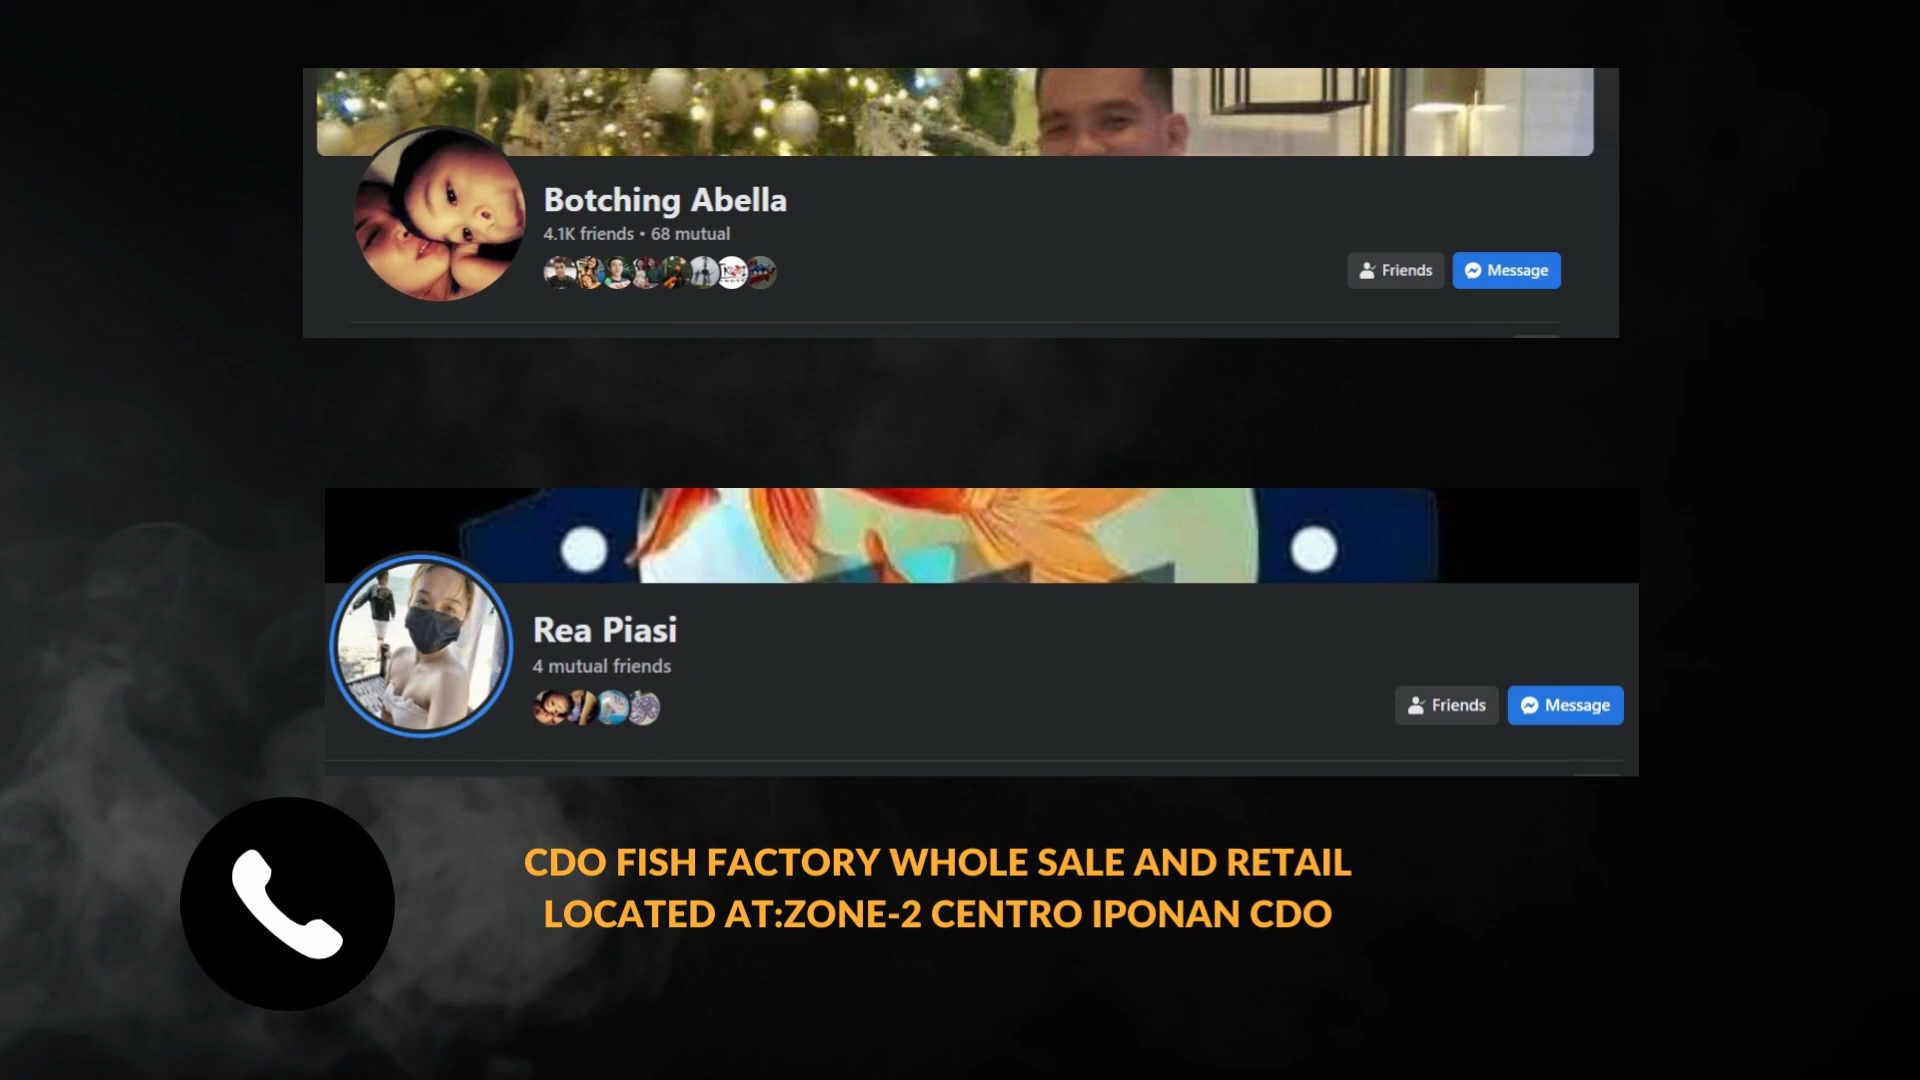 Botching Abella
4.1K friends • 68 mutual
Friends
Message
Rea Piasi
4 mutual friends
Friends
Message
CDO FISH FACTORY WHOLE SALE AND RETAIL
LOCATED AT:ZONE-2 CENTRO IPONAN CDO